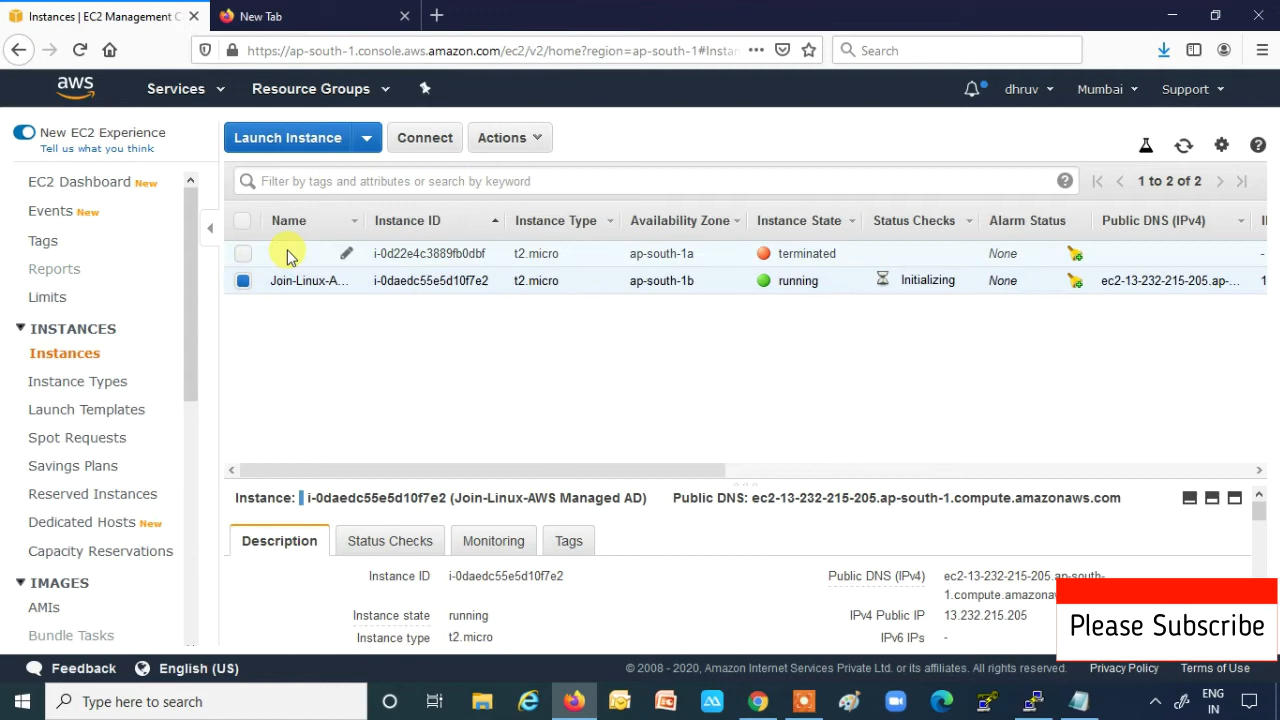 Instances | EC2 Management C
New Tab
https://ap-south-1.console.aws.amazon.com/ec2/v2/home?region=ap-south-1#Instan
Search
aws
Services
Resource Groups
dhruv
Mumbai
Support
New EC2 Experience
Tell us what you think
Launch Instance
Connect
Actions
EC2 Dashboard New
Events New
Tags
Reports
Limits
INSTANCES
Instances
Instance Types
Launch Templates
Spot Requests
Savings Plans
Reserved Instances
Dedicated Hosts New
Capacity Reservations
IMAGES
AMIs
Bundle Tasks
Filter by tags and attributes or search by keyword
1 to 2 of 2
Name Instance ID Instance Type Availability Zone Instance State Status Checks Alarm Status Public DNS (IPv4)
i-0d22e4c3889fb0dbf t2.micro ap-south-1a terminated None -
Join-Linux-A... i-0daedc55e5d10f7e2 t2.micro ap-south-1b running Initializing None ec2-13-232-215-205.ap-... 1
Instance: i-0daedc55e5d10f7e2 (Join-Linux-AWS Managed AD) Public DNS: ec2-13-232-215-205.ap-south-1.compute.amazonaws.com
Description
Status Checks
Monitoring
Tags
Instance ID i-0daedc55e5d10f7e2
Public DNS (IPv4) ec2-13-232-215-205.ap-south-
1.compute.amazonaws
Instance state running
IPv4 Public IP 13.232.215.205
Instance type t2.micro
IPv6 IPs -
Please Subscribe
Feedback
English (US)
© 2008 - 2020, Amazon Internet Services Private Ltd. or its affiliates. All rights reserved.
Privacy Policy
Terms of Use
Type here to search
ENG
IN